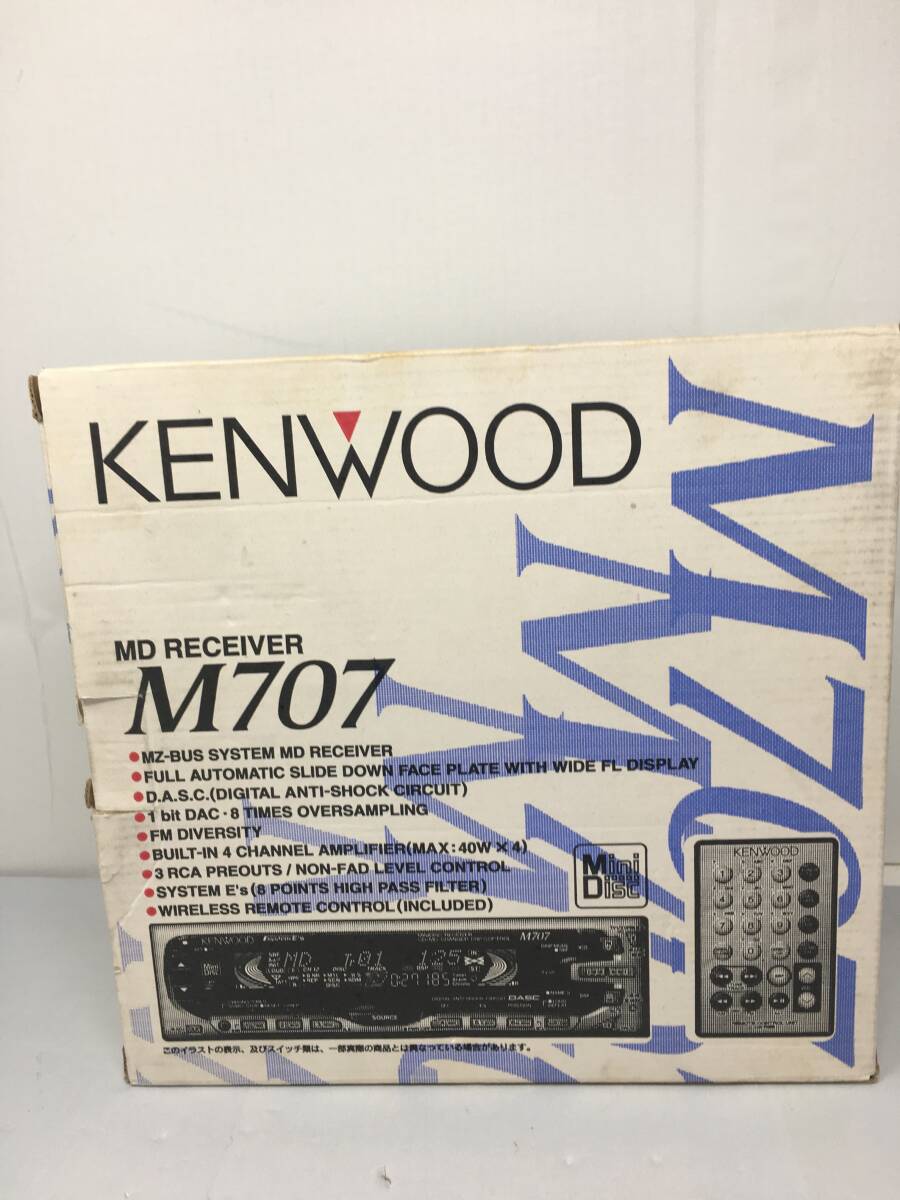 KENWOOD
MD RECEIVER
M707
●MZ-BUS SYSTEM MD RECEIVER
●FULL AUTOMATIC SLIDE DOWN FACE PLATE WITH WIDE FL DISPLAY
●D.A.S.C.(DIGITAL ANTI-SHOCK CIRCUIT)
●1 bit DAC·8 TIMES OVERSAMPLING
●FM DIVERSITY
●BUILT-IN 4 CHANNEL AMPLIFIER(MAX:40W×4)
●3 RCA PREOUTS / NON-FAD LEVEL CONTROL
●SYSTEM E's(8 POINTS HIGH PASS FILTER)
●WIRELESS REMOTE CONTROL(INCLUDED)
Mini
Disc
KENWOOD
KENWOOD
M707
MD
SOURCE
このイラストの表示、及びスイッチ類は、一部実際の商品とは異なっている場合があります。